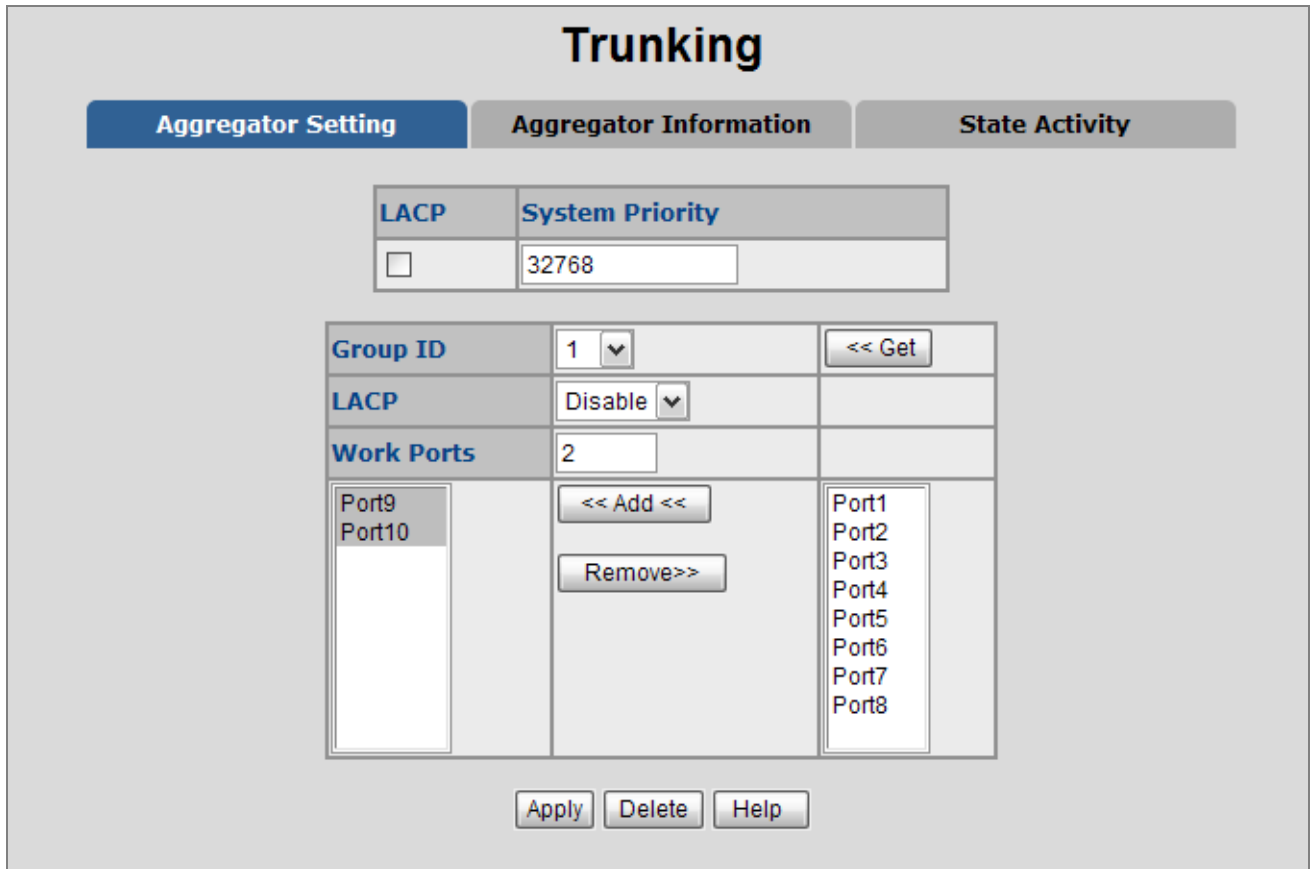 Trunking
Aggregator Setting Aggregator Information State Activity
LACP System Priority
32768
Group ID 1 << Get
LACP Disable
Work Ports 2
Port9
Port10
<< Add <<
Remove>>
Port1
Port2
Port3
Port4
Port5
Port6
Port7
Port8
Apply Delete Help